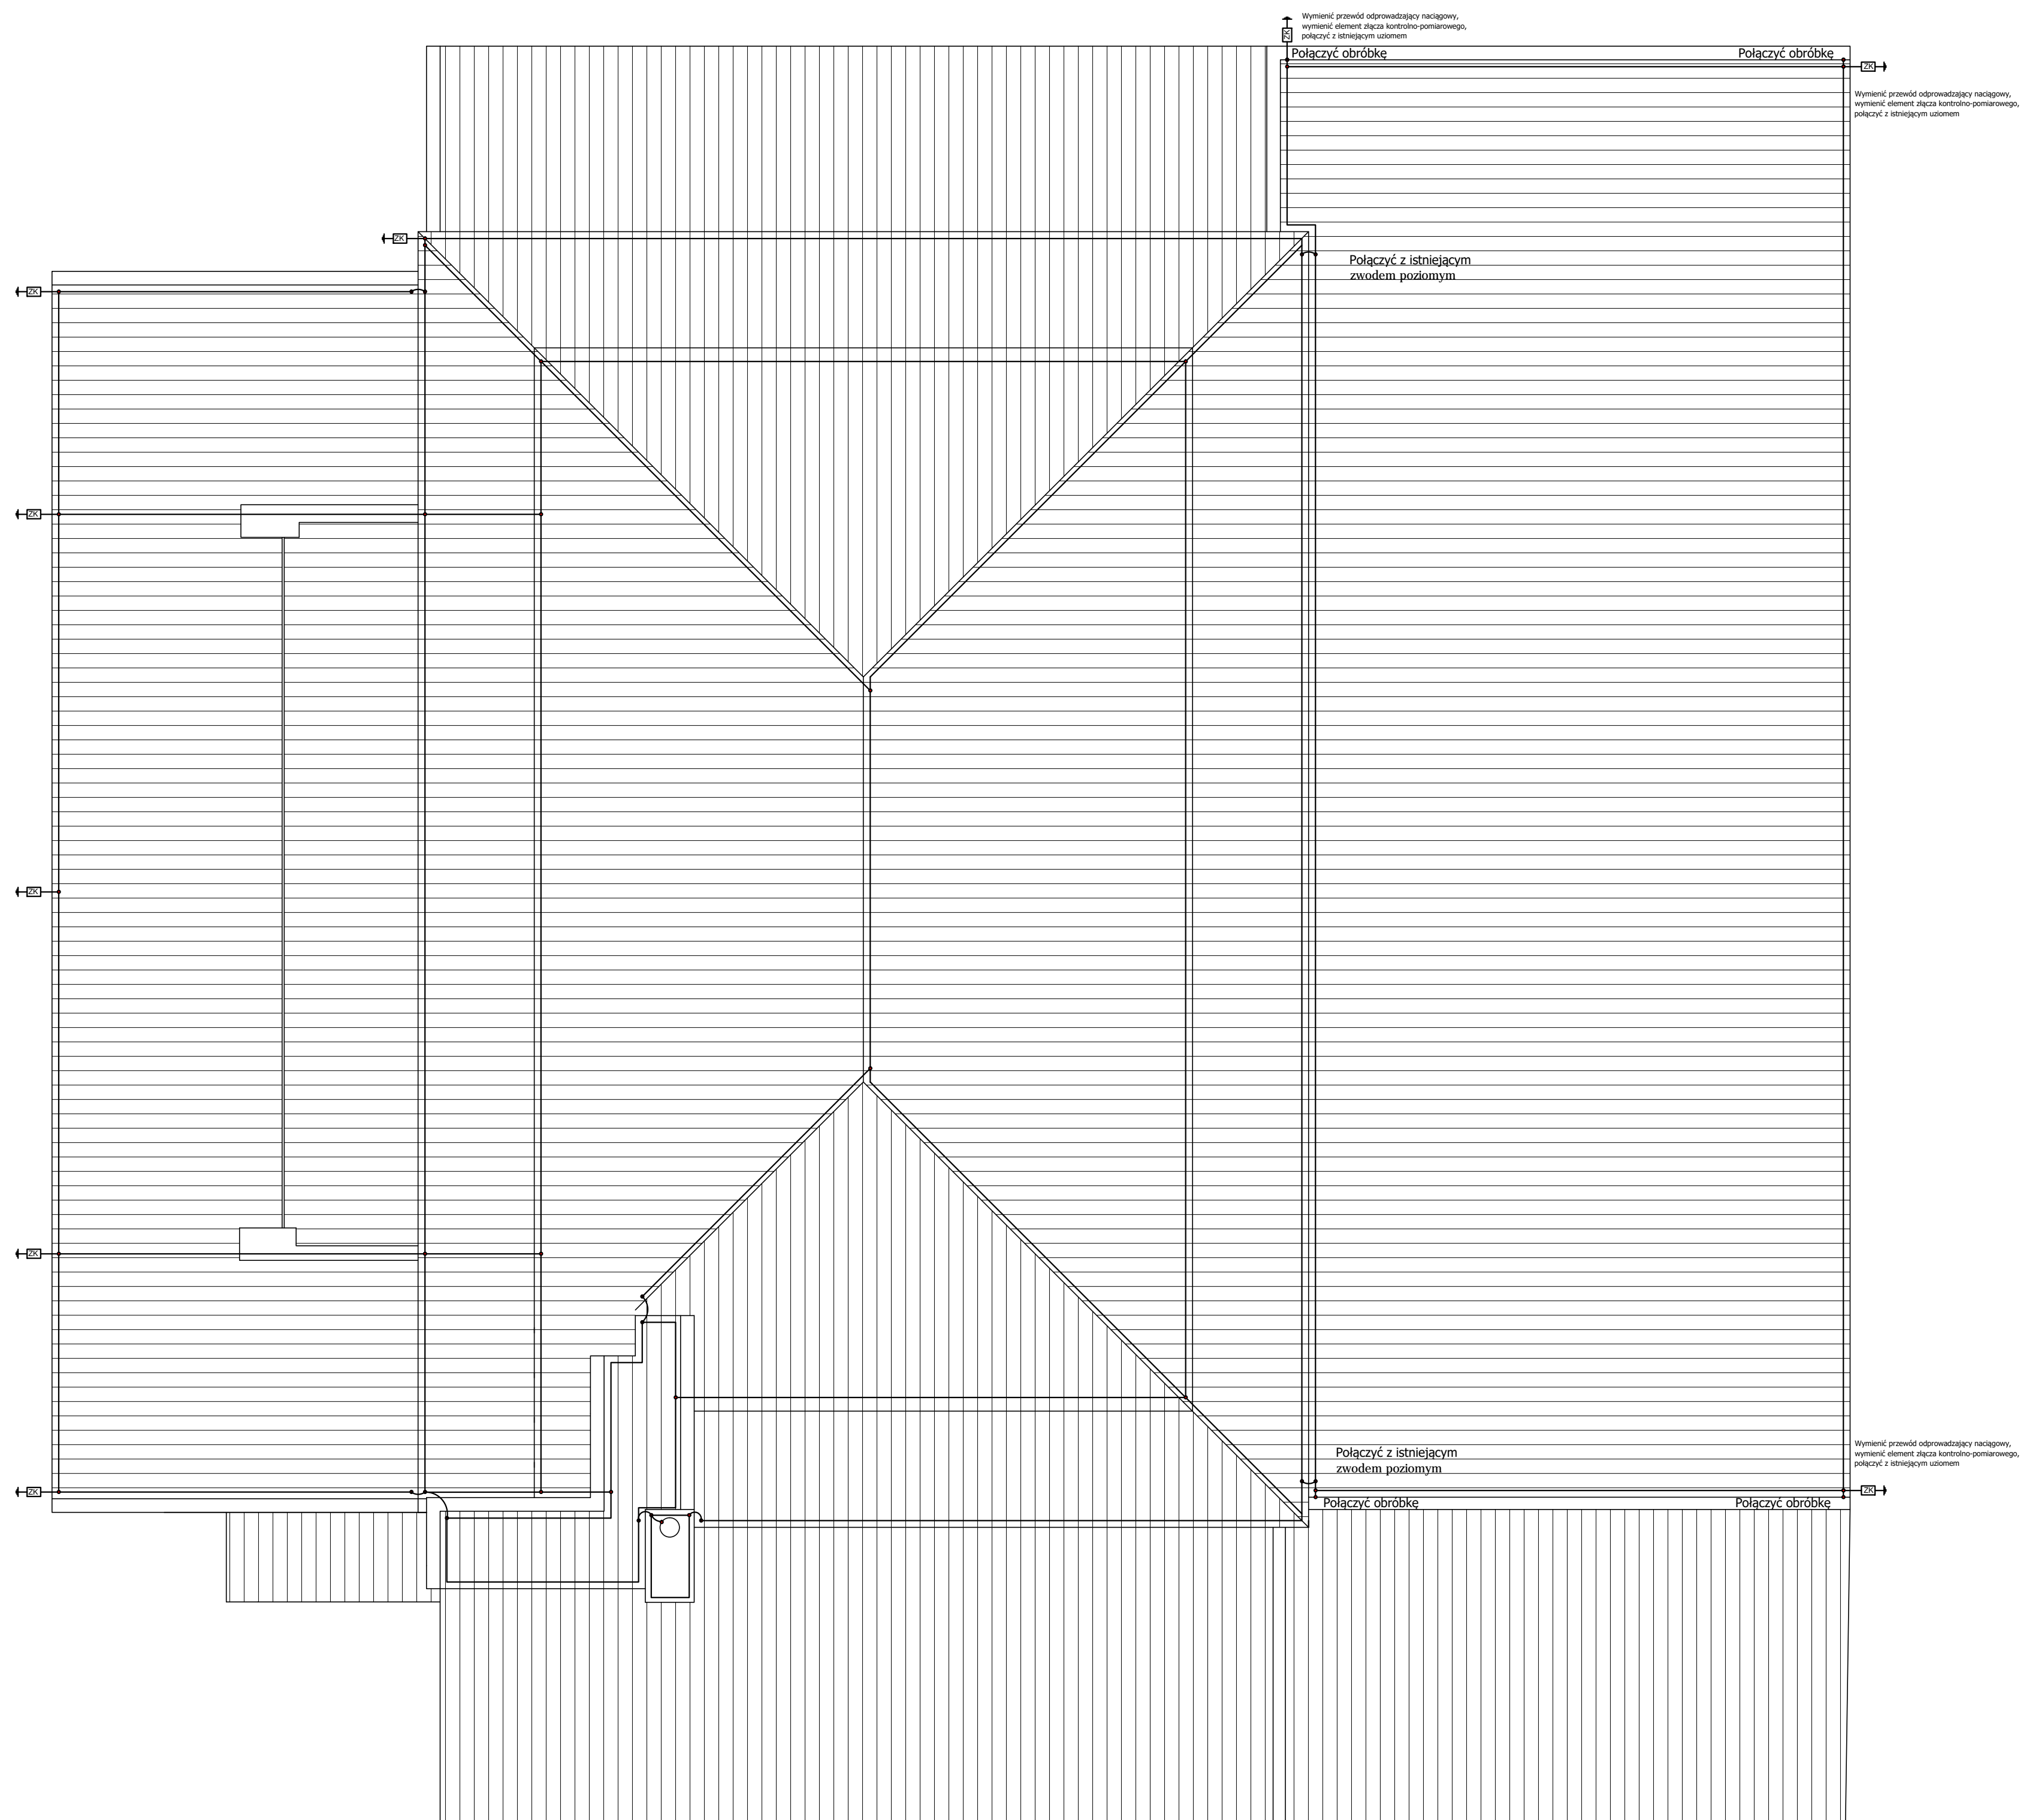 Wymienić przewód odprowadzający naciągowy,
wymienić element złącza kontrolno-pomiarowego,
połączyć z istniejącym uziomem
ZK
Połączyć obróbkę
Połączyć obróbkę
ZK
Wymienić przewód odprowadzający naciągowy,
wymienić element złącza kontrolno-pomiarowego,
połączyć z istniejącym uziomem
ZK
Połączyć z istniejącym
zwodem poziomym
ZK
ZK
ZK
ZK
Połączyć z istniejącym
zwodem poziomym
Wymienić przewód odprowadzający naciągowy,
wymienić element złącza kontrolno-pomiarowego,
połączyć z istniejącym uziomem
ZK
ZK
Połączyć obróbkę
Połączyć obróbkę